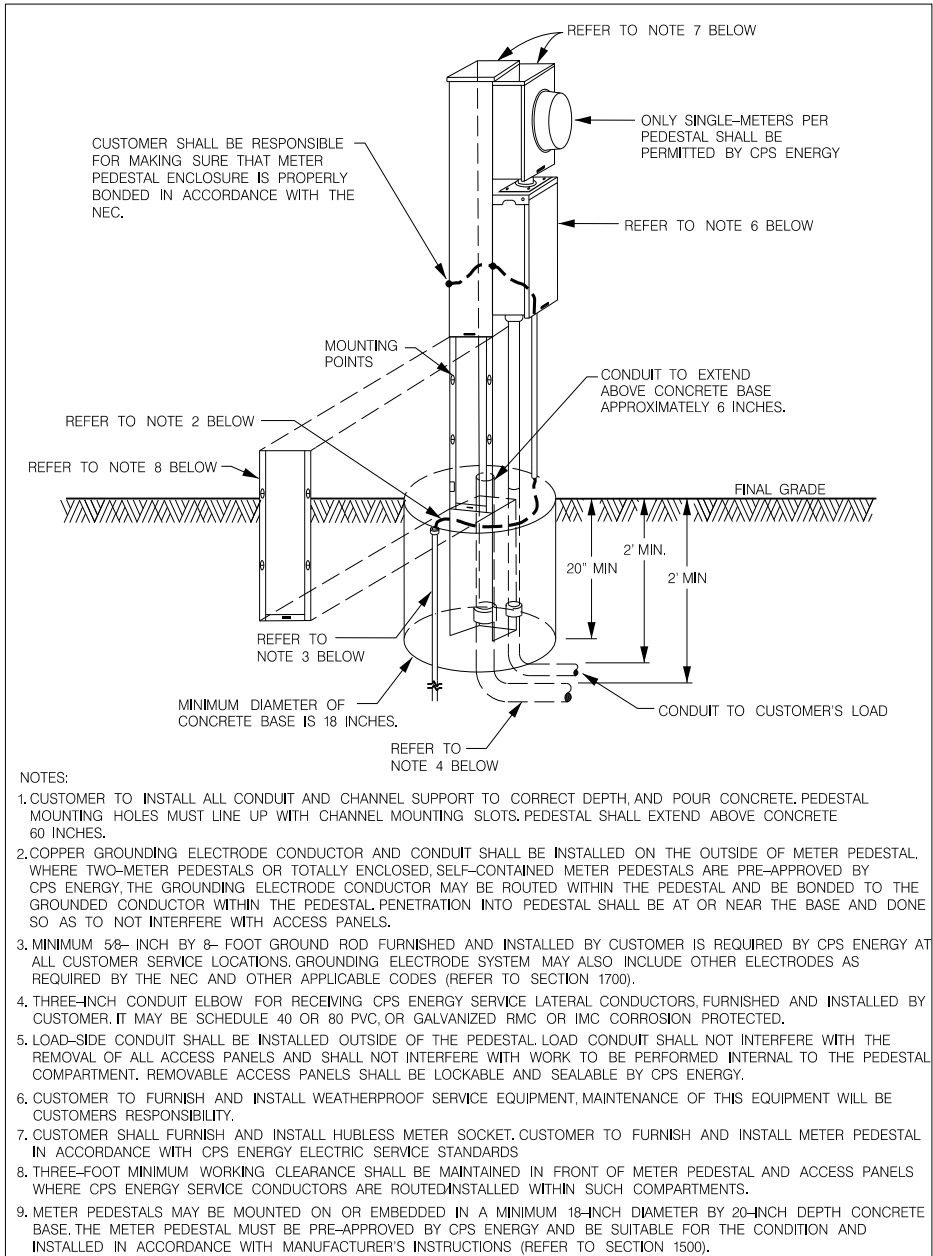 REFER TO NOTE 7 BELOW
ONLY SINGLE-METERS PER
PEDESTAL SHALL BE
PERMITTED BY CPS ENERGY
CUSTOMER SHALL BE RESPONSIBLE
FOR MAKING SURE THAT METER
PEDESTAL ENCLOSURE IS PROPERLY
BONDED IN ACCORDANCE WITH THE
NEC.
REFER TO NOTE 6 BELOW
MOUNTING
POINTS
CONDUIT TO EXTEND
ABOVE CONCRETE BASE
APPROXIMATELY 6 INCHES.
REFER TO NOTE 2 BELOW
REFER TO NOTE 8 BELOW
FINAL GRADE
20" MIN
2' MIN.
2' MIN
REFER TO
NOTE 3 BELOW
MINIMUM DIAMETER OF
CONCRETE BASE IS 18 INCHES.
CONDUIT TO CUSTOMER'S LOAD
REFER TO
NOTE 4 BELOW
NOTES:
1. CUSTOMER TO INSTALL ALL CONDUIT AND CHANNEL SUPPORT TO CORRECT DEPTH, AND POUR CONCRETE. PEDESTAL
MOUNTING HOLES MUST LINE UP WITH CHANNEL MOUNTING SLOTS. PEDESTAL SHALL EXTEND ABOVE CONCRETE
60 INCHES.
2. COPPER GROUNDING ELECTRODE CONDUCTOR AND CONDUIT SHALL BE INSTALLED ON THE OUTSIDE OF METER PEDESTAL.
WHERE TWO-METER PEDESTALS OR TOTALLY ENCLOSED, SELF-CONTAINED METER PEDESTALS ARE PRE-APPROVED BY
CPS ENERGY, THE GROUNDING ELECTRODE CONDUCTOR MAY BE ROUTED WITHIN THE PEDESTAL AND BE BONDED TO THE
GROUNDED CONDUCTOR WITHIN THE PEDESTAL. PENETRATION INTO PEDESTAL SHALL BE AT OR NEAR THE BASE AND DONE
SO AS TO NOT INTERFERE WITH ACCESS PANELS.
3. MINIMUM 5⁄8- INCH BY 8- FOOT GROUND ROD FURNISHED AND INSTALLED BY CUSTOMER IS REQUIRED BY CPS ENERGY AT
ALL CUSTOMER SERVICE LOCATIONS. GROUNDING ELECTRODE SYSTEM MAY ALSO INCLUDE OTHER ELECTRODES AS
REQUIRED BY THE NEC AND OTHER APPLICABLE CODES (REFER TO SECTION 1700).
4. THREE-INCH CONDUIT ELBOW FOR RECEIVING CPS ENERGY SERVICE LATERAL CONDUCTORS, FURNISHED AND INSTALLED BY
CUSTOMER. IT MAY BE SCHEDULE 40 OR 80 PVC, OR GALVANIZED RMC OR IMC CORROSION PROTECTED.
5. LOAD-SIDE CONDUIT SHALL BE INSTALLED OUTSIDE OF THE PEDESTAL. LOAD CONDUIT SHALL NOT INTERFERE WITH THE
REMOVAL OF ALL ACCESS PANELS AND SHALL NOT INTERFERE WITH WORK TO BE PERFORMED INTERNAL TO THE PEDESTAL
COMPARTMENT. REMOVABLE ACCESS PANELS SHALL BE LOCKABLE AND SEALABLE BY CPS ENERGY.
6. CUSTOMER TO FURNISH AND INSTALL WEATHERPROOF SERVICE EQUIPMENT, MAINTENANCE OF THIS EQUIPMENT WILL BE
CUSTOMERS RESPONSIBILITY.
7. CUSTOMER SHALL FURNISH AND INSTALL HUBLESS METER SOCKET. CUSTOMER TO FURNISH AND INSTALL METER PEDESTAL
IN ACCORDANCE WITH CPS ENERGY ELECTRIC SERVICE STANDARDS
8. THREE-FOOT MINIMUM WORKING CLEARANCE SHALL BE MAINTAINED IN FRONT OF METER PEDESTAL AND ACCESS PANELS
WHERE CPS ENERGY SERVICE CONDUCTORS ARE ROUTED/INSTALLED WITHIN SUCH COMPARTMENTS.
9. METER PEDESTALS MAY BE MOUNTED ON OR EMBEDDED IN A MINIMUM 18-INCH DIAMETER BY 20-INCH DEPTH CONCRETE
BASE. THE METER PEDESTAL MUST BE PRE-APPROVED BY CPS ENERGY AND BE SUITABLE FOR THE CONDITION AND
INSTALLED IN ACCORDANCE WITH MANUFACTURER'S INSTRUCTIONS (REFER TO SECTION 1500).